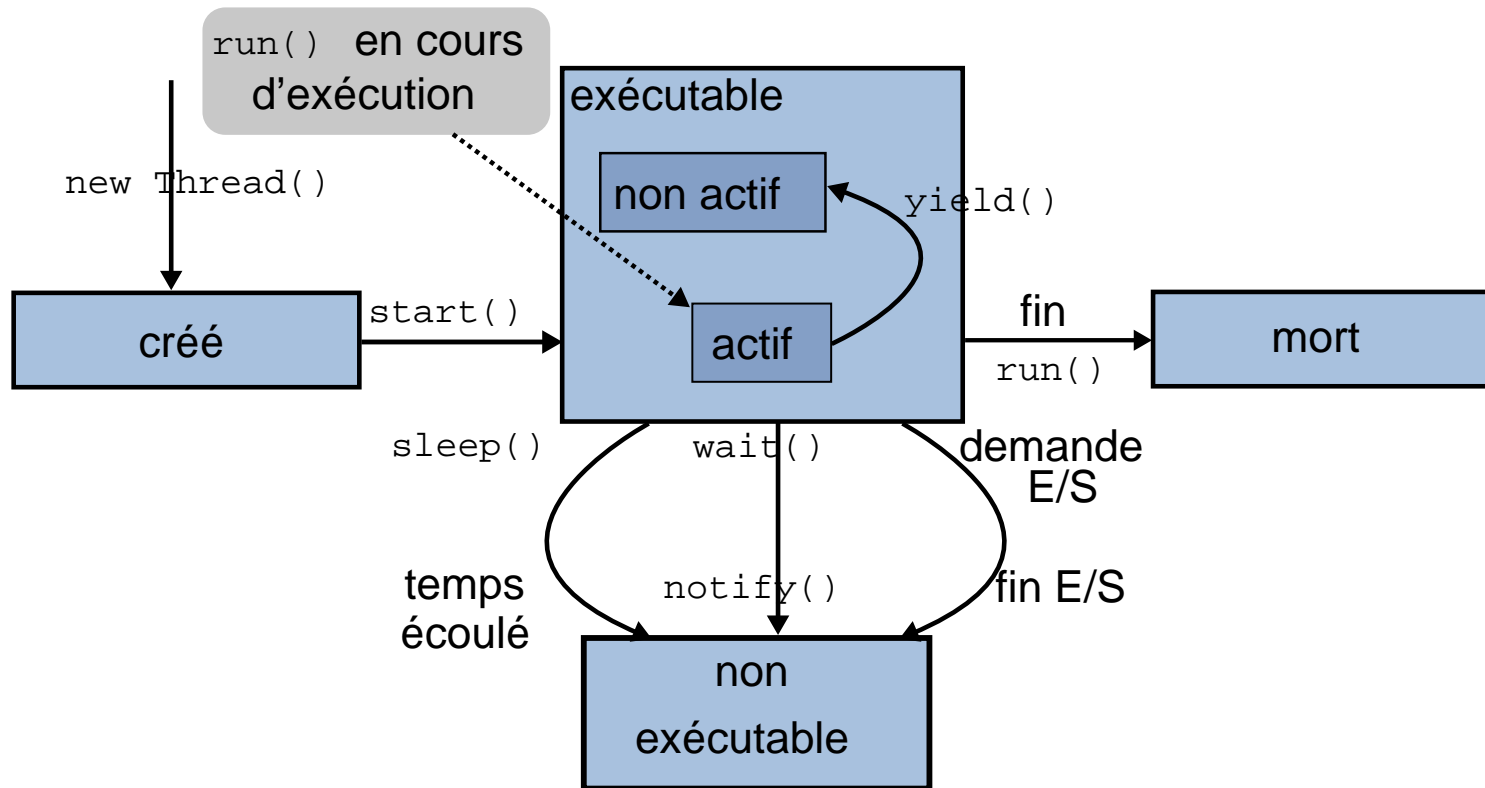 run() en cours
d'exécution
exécutable
new Thread()
non actif
yield()
créé
start()
actif
fin
run()
mort
sleep()
wait()
demande
E/S
temps
écoulé
notify()
fin E/S
non
exécutable